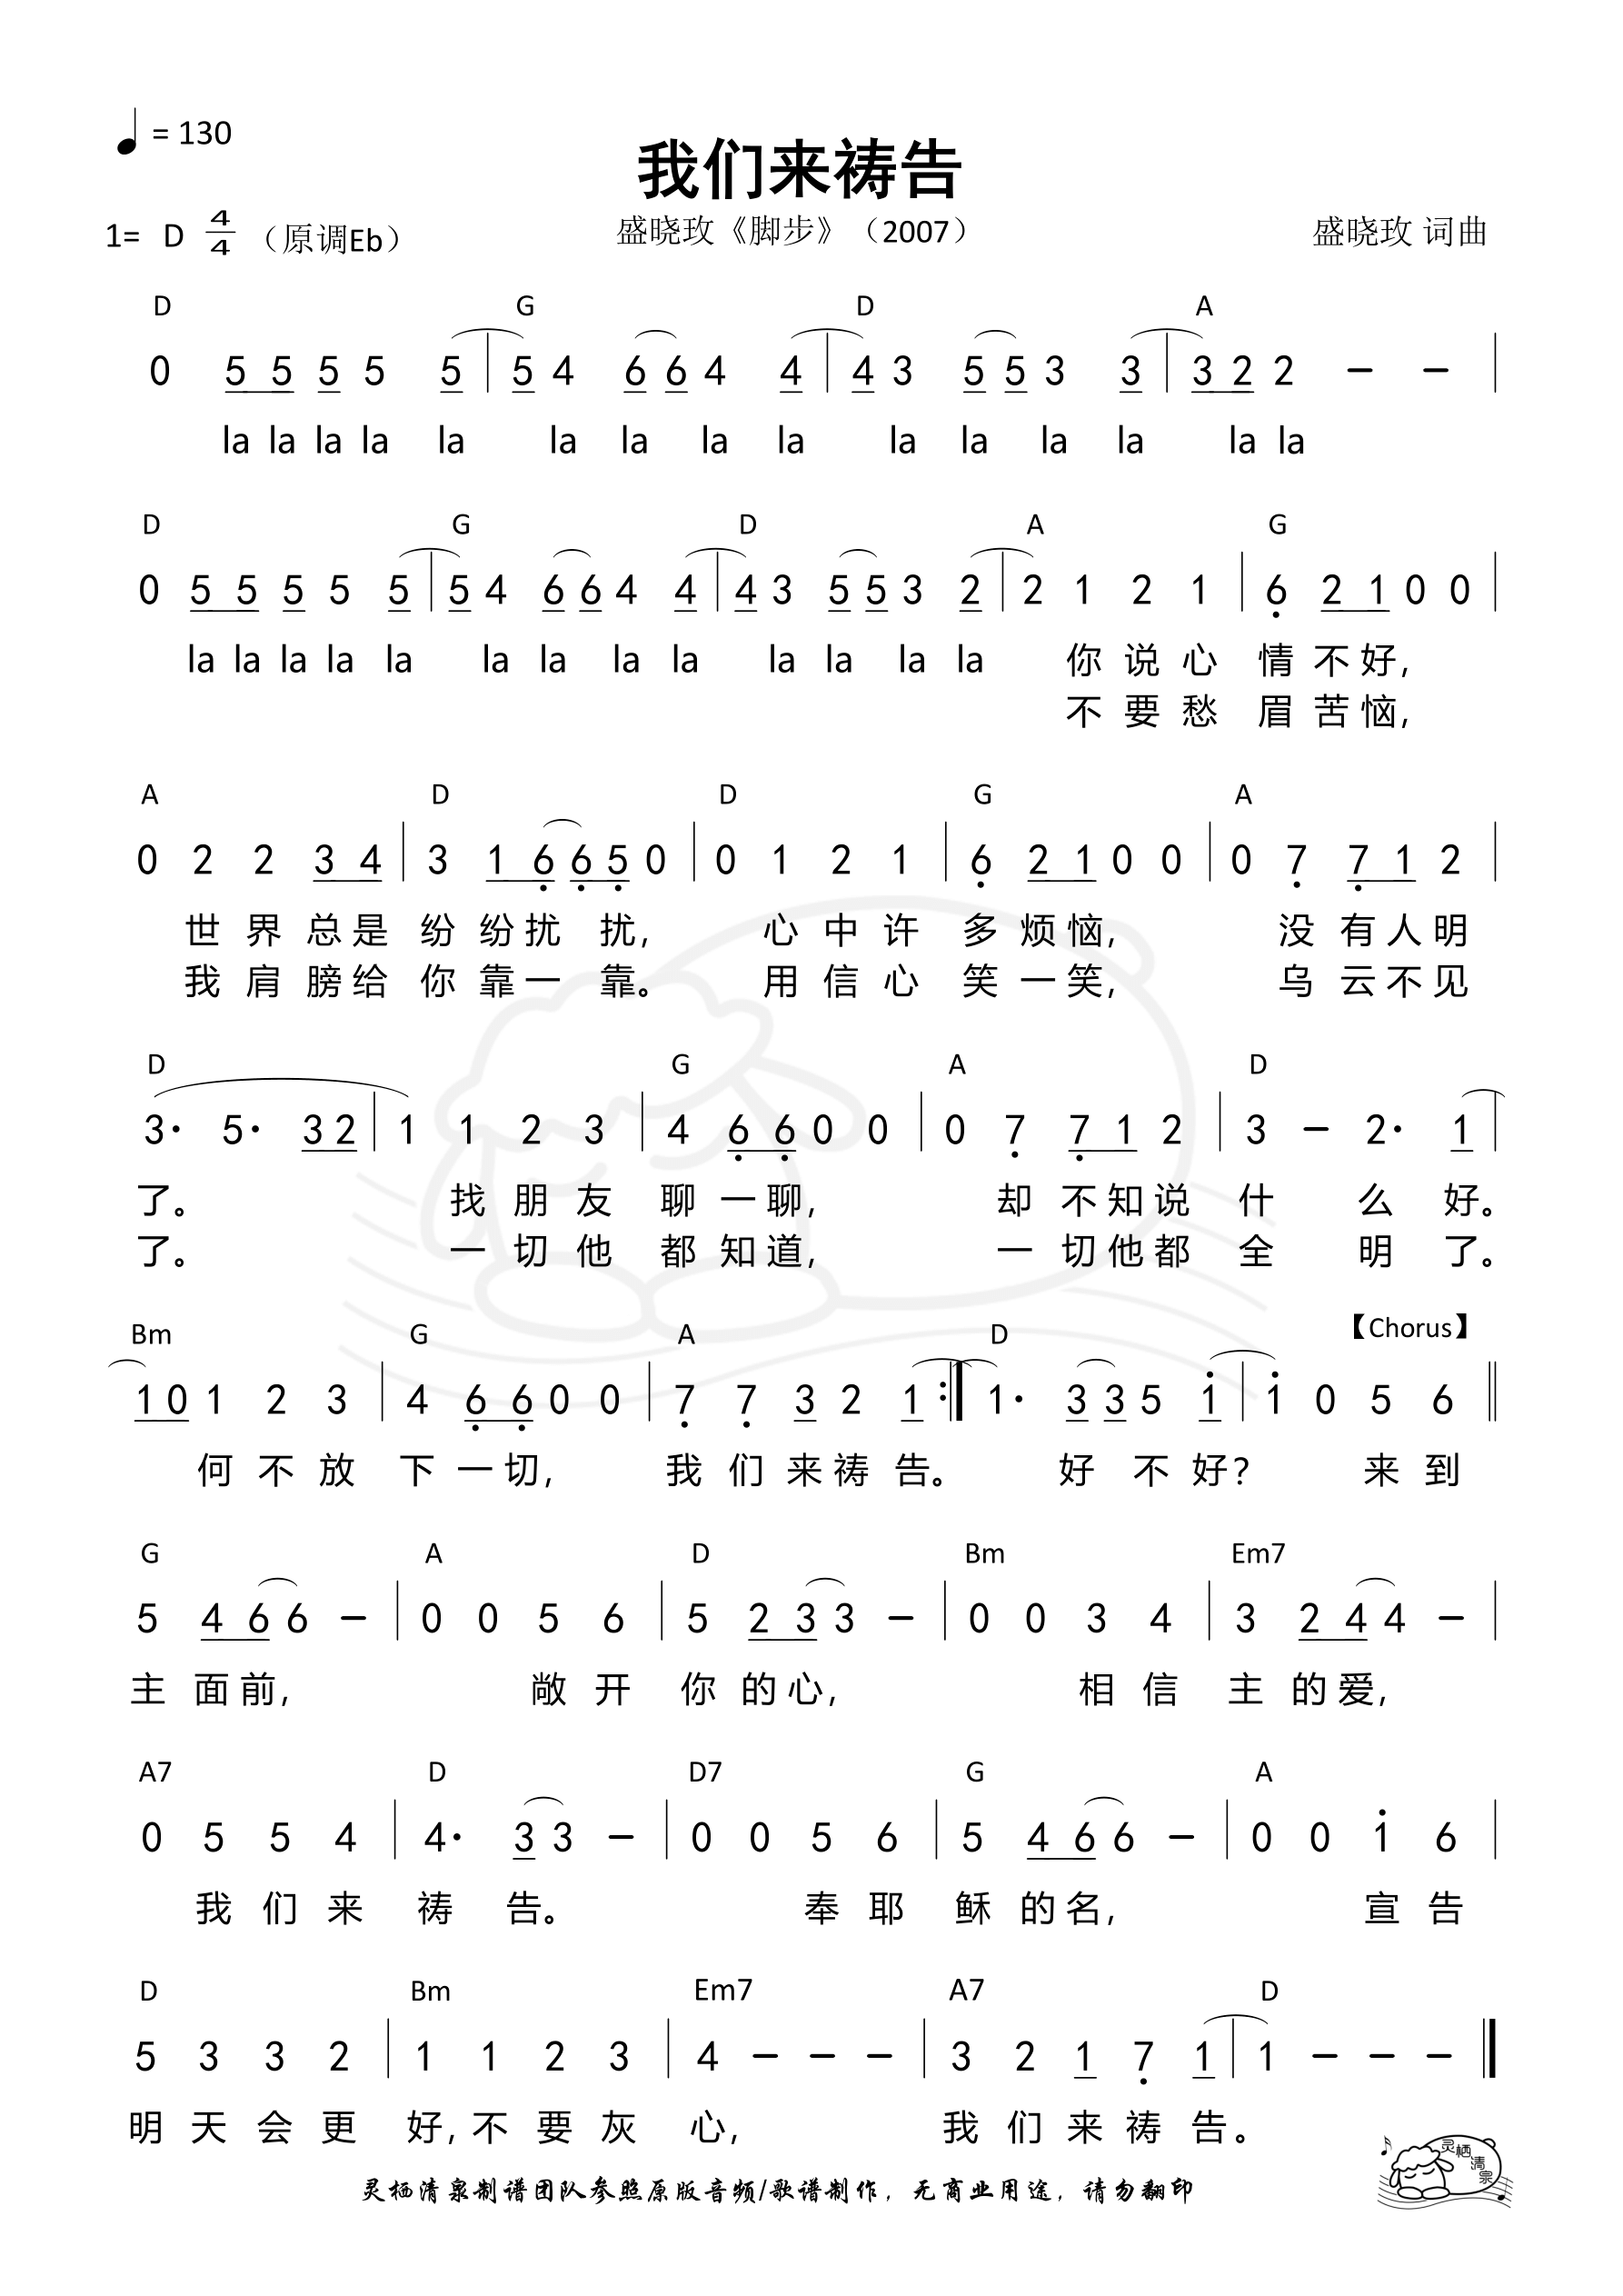 ♩ = 130
我们来祷告
1= D 4/4 （原调Eb）
盛晓玫《脚步》（2007）
盛晓玫 词曲
D G D A
0 5 5 5 5 5 | 5 4 6 6 4 4 | 4 3 5 5 3 3 | 3 2 2 － － |
la la la la la la la la la la la la la la la
D G D A G
0 5 5 5 5 5 | 5 4 6 6 4 4 | 4 3 5 5 3 2 | 2 1 2 1 | 6̣ 2 1 0 0 |
la la la la la la la la la la la la la 你 说 心 情 不 好,
不 要 愁 眉 苦 恼,
A D D G A
0 2 2 3 4 | 3 1 6̣ 6̣ 5̣ 0 | 0 1 2 1 | 6̣ 2 1 0 0 | 0 7̣ 7̣ 1 2 |
世 界 总 是 纷 纷 扰 扰, 心 中 许 多 烦 恼, 没 有 人 明
我 肩 膀 给 你 靠 一 靠。 用 信 心 笑 一 笑, 乌 云 不 见
D G A D
3· 5· 3 2 | 1 1 2 3 | 4 6̣ 6̣ 0 0 | 0 7̣ 7̣ 1 2 | 3 － 2· 1 |
了。 找 朋 友 聊 一 聊, 却 不 知 说 什 么 好。
了。 一 切 他 都 知 道, 一 切 他 都 全 明 了。
Bm G A D 【Chorus】
1 0 1 2 3 | 4 6̣ 6̣ 0 0 | 7̣ 7̣ 3 2 1 :‖ 1· 3 3 5 1̇ | 1̇ 0 5 6 ‖
何 不 放 下 一 切, 我 们 来 祷 告。 好 不 好? 来 到
G A D Bm Em7
5 4 6 6 － | 0 0 5 6 | 5 2 3 3 － | 0 0 3 4 | 3 2 4 4 － |
主 面 前, 敞 开 你 的 心, 相 信 主 的 爱,
A7 D D7 G A
0 5 5 4 | 4· 3 3 － | 0 0 5 6 | 5 4 6 6 － | 0 0 1̇ 6 |
我 们 来 祷 告。 奉 耶 稣 的 名, 宣 告
D Bm Em7 A7 D
5 3 3 2 | 1 1 2 3 | 4 － － － | 3 2 1 7̣ 1 | 1 － － － ‖
明 天 会 更 好, 不 要 灰 心, 我 们 来 祷 告。
灵栖清泉制谱团队参照原版音频/歌谱制作，无商业用途，请勿翻印
灵栖清泉